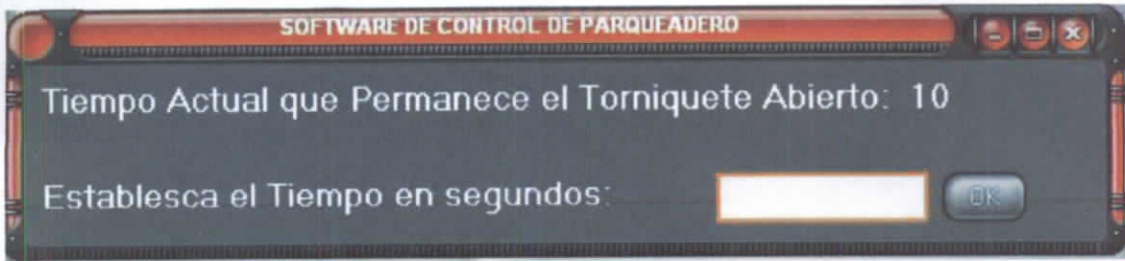 SOFTWARE DE CONTROL DE PARQUEADERO
Tiempo Actual que Permanece el Torniquete Abierto: 10
Establesca el Tiempo en segundos:
OK